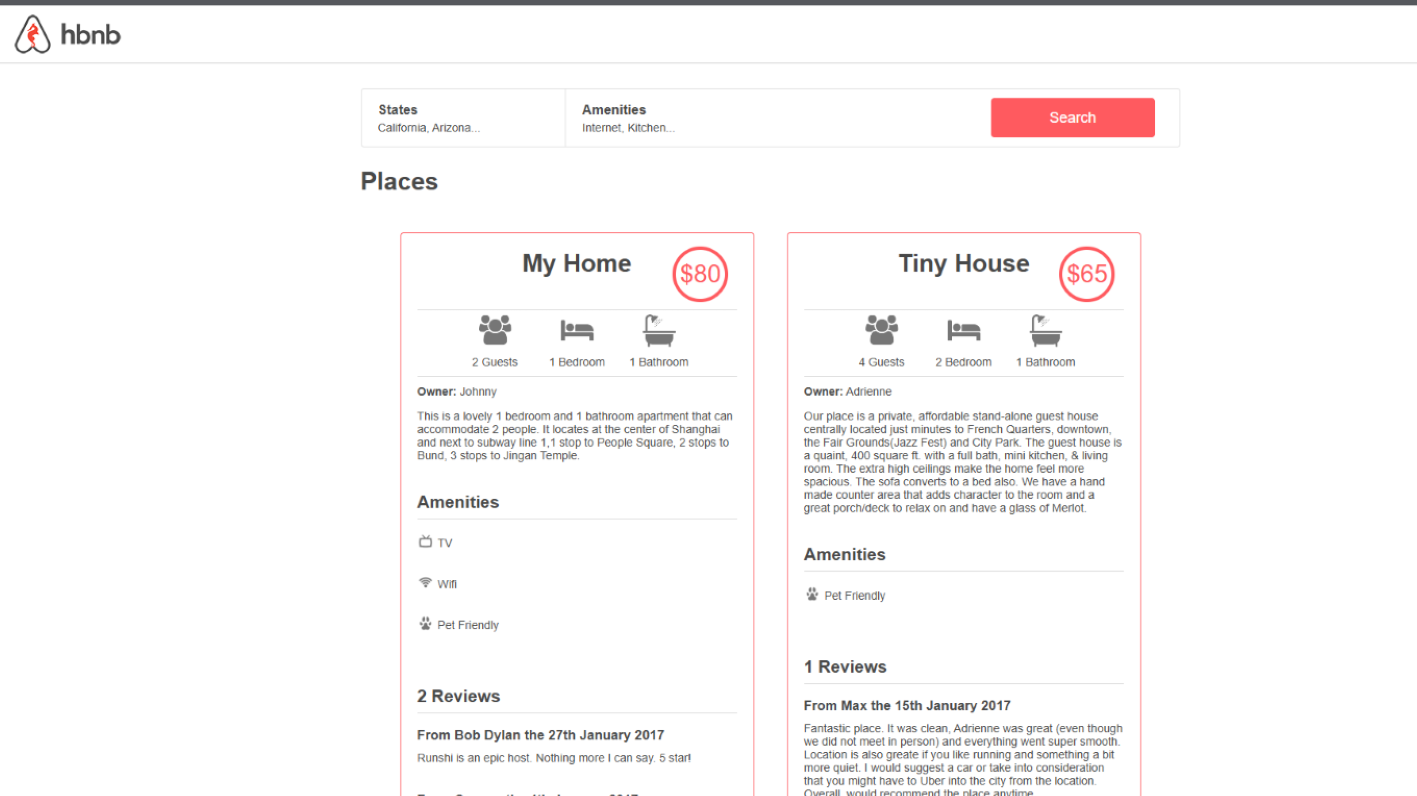 hbnb
States
California, Arizona...
Amenities
Internet, Kitchen...
Search
Places
My Home
$80
2 Guests
1 Bedroom
1 Bathroom
Owner: Johnny
This is a lovely 1 bedroom and 1 bathroom apartment that can
accommodate 2 people. It locates at the center of Shanghai
and next to subway line 1,1 stop to People Square, 2 stops to
Bund, 3 stops to Jingan Temple.
Amenities
TV
Wifi
Pet Friendly
2 Reviews
From Bob Dylan the 27th January 2017
Runshi is an epic host. Nothing more I can say. 5 star!
Tiny House
$65
4 Guests
2 Bedroom
1 Bathroom
Owner: Adrienne
Our place is a private, affordable stand-alone guest house
centrally located just minutes to French Quarters, downtown,
the Fair Grounds(Jazz Fest) and City Park. The guest house is
a quaint, 400 square ft. with a full bath, mini kitchen, & living
room. The extra high ceilings make the home feel more
spacious. The sofa converts to a bed also. We have a hand
made counter area that adds character to the room and a
great porch/deck to relax on and have a glass of Merlot.
Amenities
Pet Friendly
1 Reviews
From Max the 15th January 2017
Fantastic place. It was clean, Adrienne was great (even though
we did not meet in person) and everything went super smooth.
Location is also greate if you like running and something a bit
more quiet. I would suggest a car or take into consideration
that you might have to Uber into the city from the location.
Overall, would recommend the place anytime.